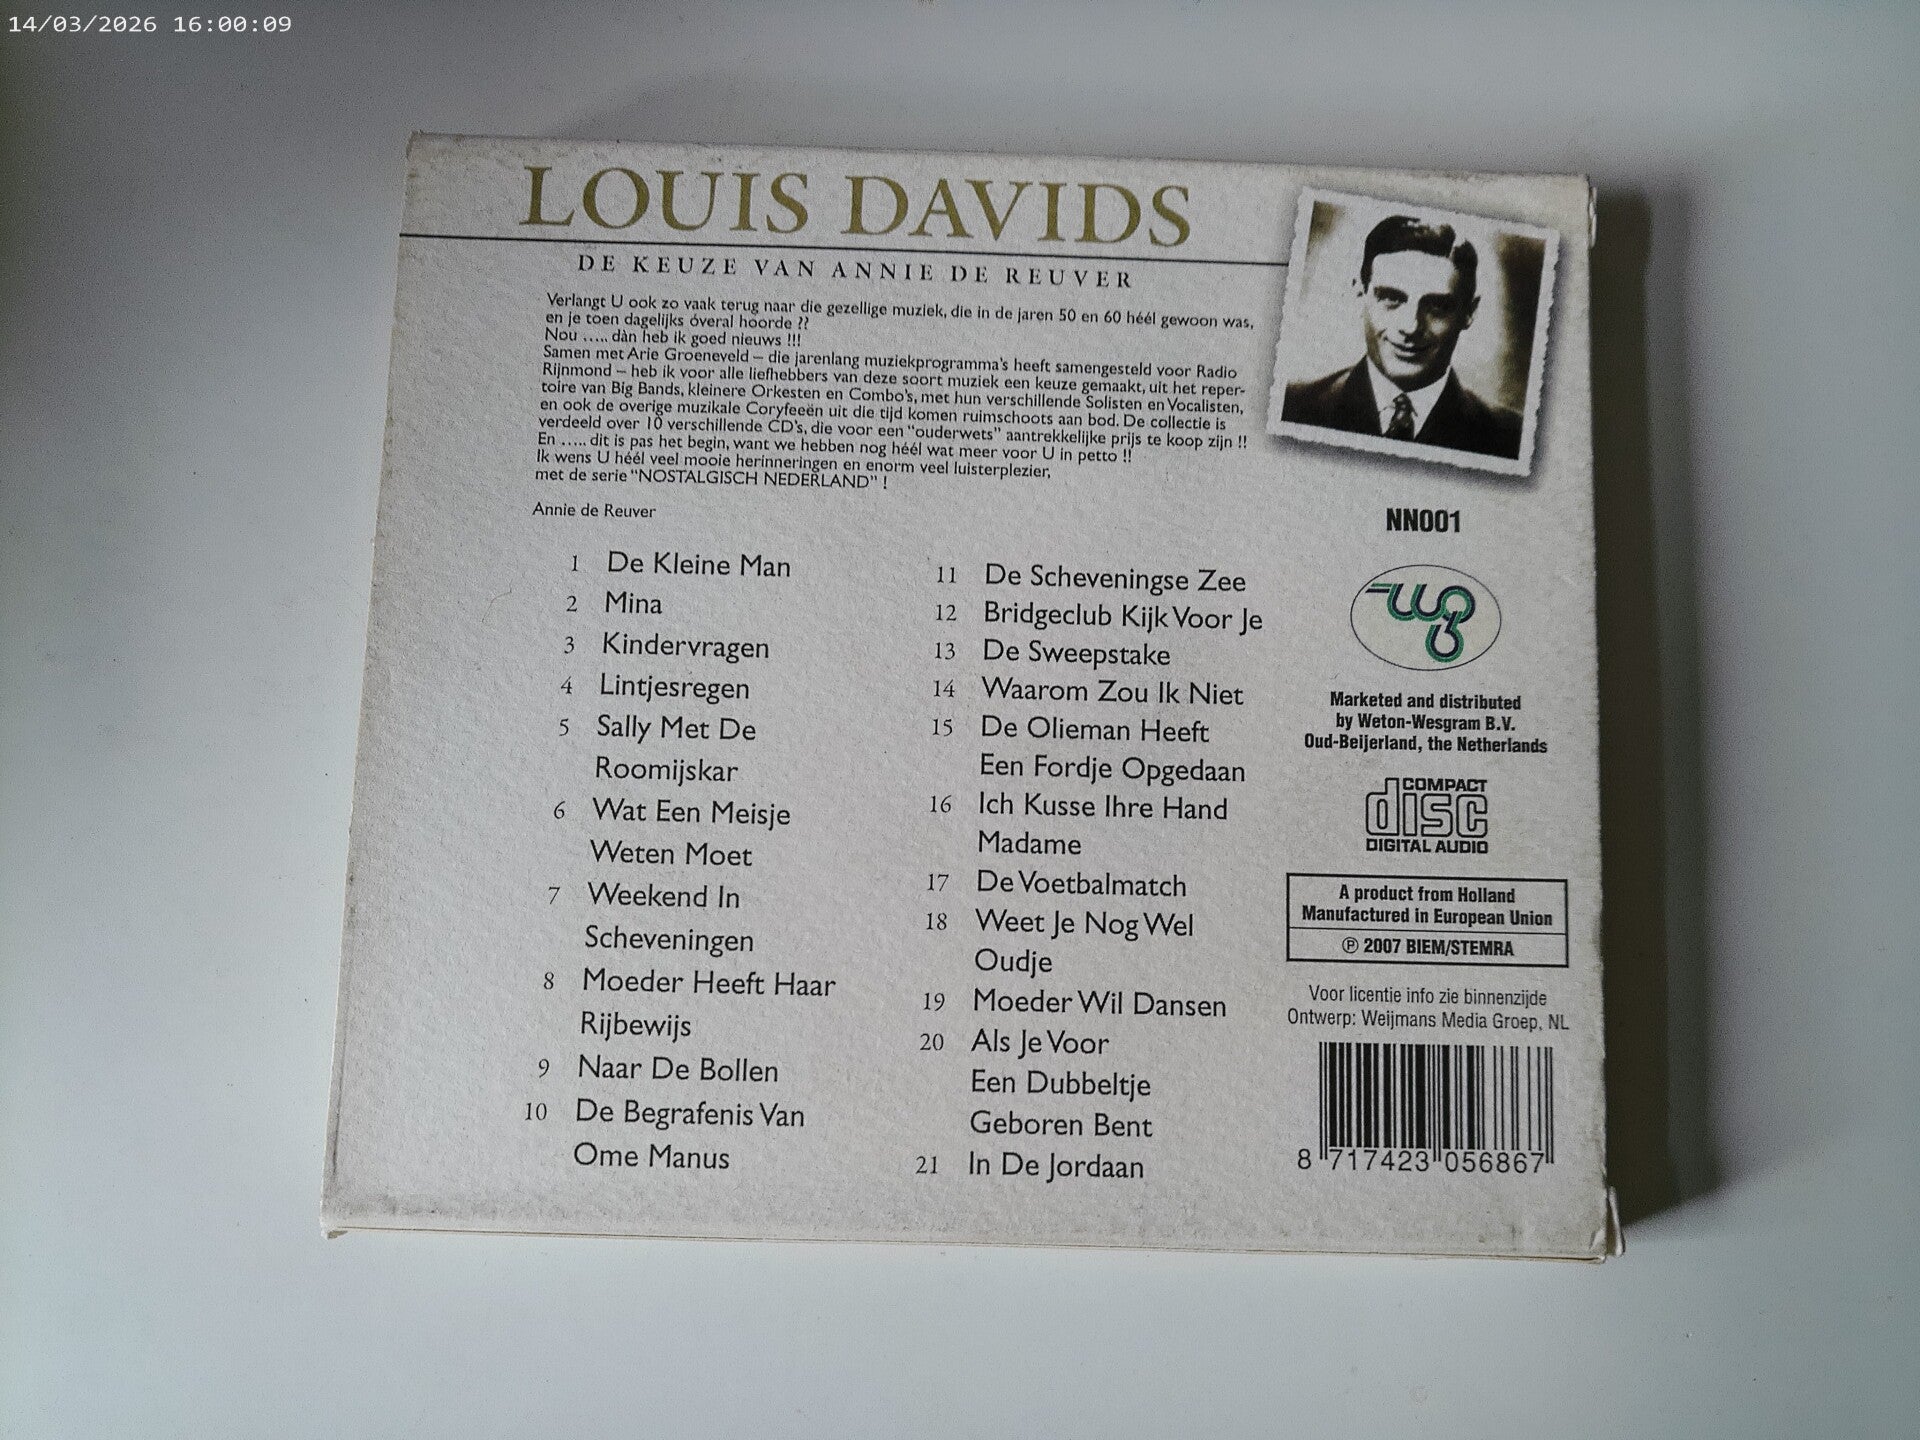 14/03/2026 16:00:09
LOUIS DAVIDS
DE KEUZE VAN ANNIE DE REUVER
Verlangt U ook zo vaak terug naar die gezellige muziek, die in de jaren 50 en 60 héél gewoon was,
en je toen dagelijks óveral hoorde ??
Nou ..... dàn heb ik goed nieuws !!!
Samen met Arie Groeneveld – die jarenlang muziekprogramma's heeft samengesteld voor Radio
Rijnmond – heb ik voor alle liefhebbers van deze soort muziek een keuze gemaakt, uit het reper-
toire van Big Bands, kleinere Orkesten en Combo's, met hun verschillende Solisten en Vocalisten,
en ook de overige muzikale Coryfeeën uit die tijd komen ruimschoots aan bod. De collectie is
verdeeld over 10 verschillende CD's, die voor een "ouderwets" aantrekkelijke prijs te koop zijn !!
En ..... dit is pas het begin, want we hebben nog héél wat meer voor U in petto !!
Ik wens U héél veel mooie herinneringen en enorm veel luisterplezier,
met de serie "NOSTALGISCH NEDERLAND" !
Annie de Reuver
1 De Kleine Man
2 Mina
3 Kindervragen
4 Lintjesregen
5 Sally Met De
Roomijskar
6 Wat Een Meisje
Weten Moet
7 Weekend In
Scheveningen
8 Moeder Heeft Haar
Rijbewijs
9 Naar De Bollen
10 De Begrafenis Van
Ome Manus
11 De Scheveningse Zee
12 Bridgeclub Kijk Voor Je
13 De Sweepstake
14 Waarom Zou Ik Niet
15 De Olieman Heeft
Een Fordje Opgedaan
16 Ich Kusse Ihre Hand
Madame
17 De Voetbalmatch
18 Weet Je Nog Wel
Oudje
19 Moeder Wil Dansen
20 Als Je Voor
Een Dubbeltje
Geboren Bent
21 In De Jordaan
NN001
Marketed and distributed
by Weton-Wesgram B.V.
Oud-Beijerland, the Netherlands
COMPACT
disc
DIGITAL AUDIO
A product from Holland
Manufactured in European Union
℗ 2007 BIEM/STEMRA
Voor licentie info zie binnenzijde
Ontwerp: Weijmans Media Groep, NL
8 717423 056867